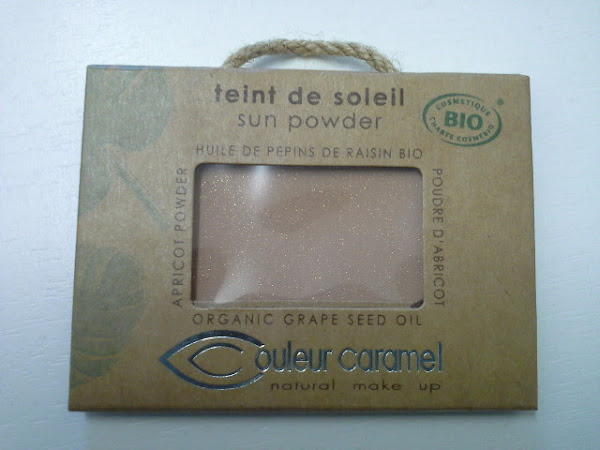 teint de soleil
sun powder
COSMETIQUE
BIO
CHARTE COSMEBIO
HUILE DE PEPINS DE RAISIN BIO
APRICOT POWDER
POUDRE D'ABRICOT
ORGANIC GRAPE SEED OIL
Couleur caramel
natural make up